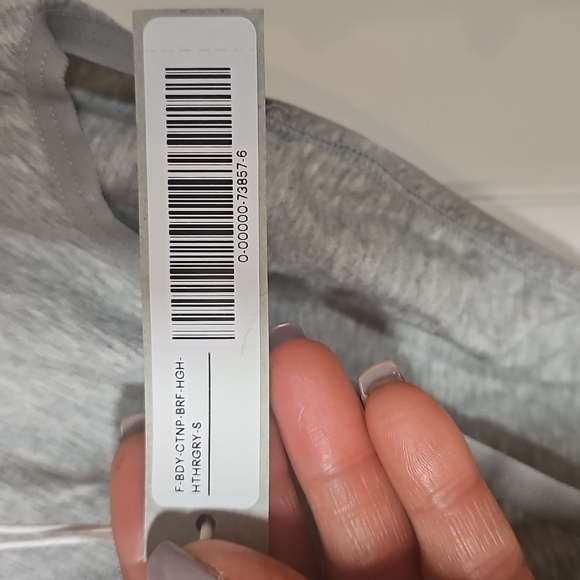 0-00000-73857-6
F-BDY-CTNP-BRF-HGH-
HTHRGRY-S